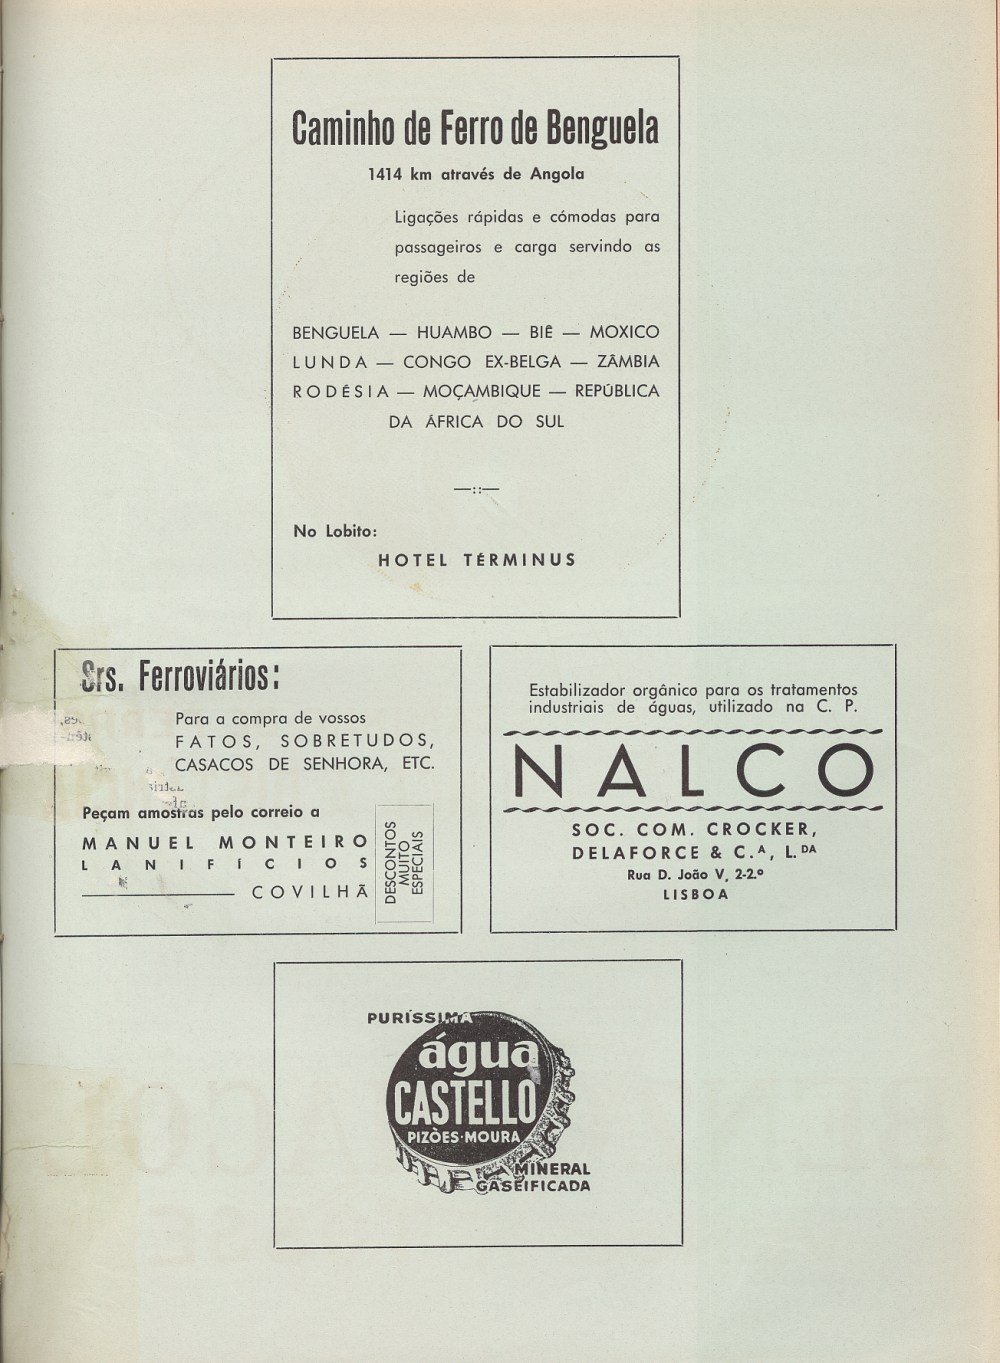 Caminho de Ferro de Benguela
1414 km através de Angola
Ligações rápidas e cómodas para
passageiros e carga servindo as
regiões de
BENGUELA — HUAMBO — BIÊ — MOXICO
LUNDA — CONGO EX-BELGA — ZÂMBIA
RODÉSIA — MOÇAMBIQUE — REPÚBLICA
DA ÁFRICA DO SUL
—::—
No Lobito:
HOTEL TÉRMINUS
Srs. Ferroviários:
Para a compra de vossos
FATOS, SOBRETUDOS,
CASACOS DE SENHORA, ETC.
Peçam amostras pelo correio a
MANUEL MONTEIRO
LANIFÍCIOS
COVILHÃ
DESCONTOS
MUITO
ESPECIAIS
Estabilizador orgânico para os tratamentos
industriais de águas, utilizado na C. P.
NALCO
SOC. COM. CROCKER,
DELAFORCE & C.ᴬ, L.ᴰᴬ
Rua D. João V, 2-2.º
LISBOA
PURÍSSIMA
água
CASTELLO
PIZÕES-MOURA
MINERAL
GASEIFICADA